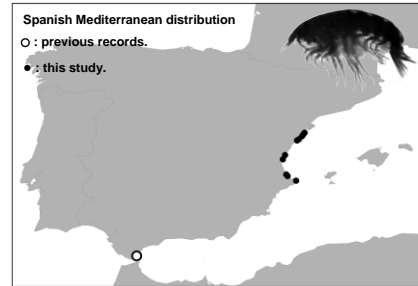 Spanish Mediterranean distribution
: previous records.
: this study.